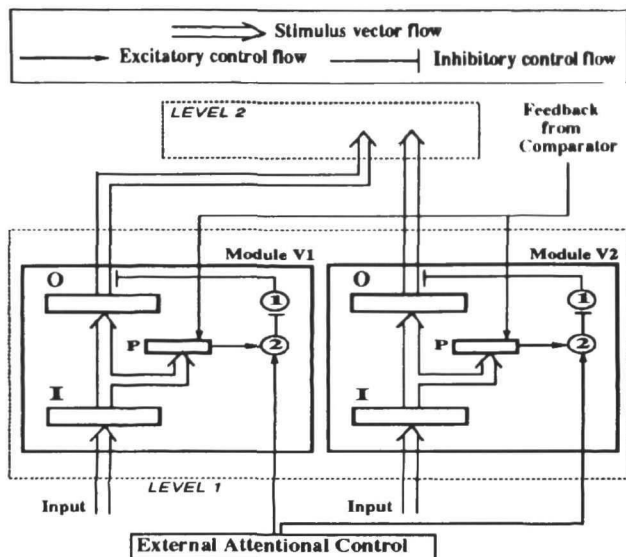 Stimulus vector flow
Excitatory control flow
Inhibitory control flow
LEVEL 2
Feedback
from
Comparator
Module V1
O
1
P
2
I
Module V2
O
1
P
2
I
Input
LEVEL 1
Input
External Attentional Control